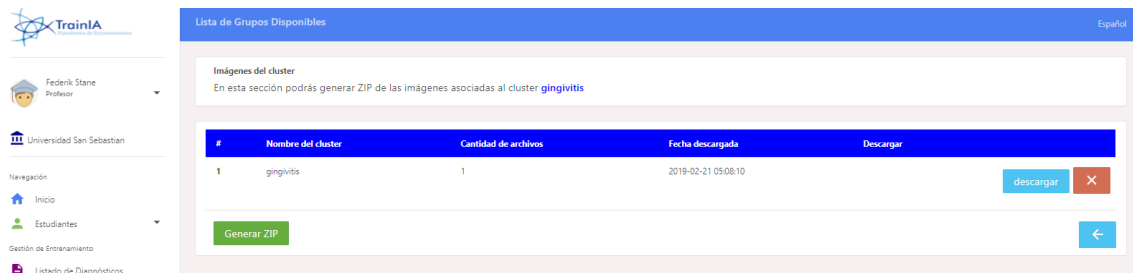 TrainIA
Plataforma de Entrenamiento
Lista de Grupos Disponibles
Español
Federik Stane
Profesor
Universidad San Sebastian
Navegación
Inicio
Estudiantes
Gestión de Entrenamiento
Listado de Diagnósticos
Imágenes del cluster
En esta sección podrás generar ZIP de las imágenes asociadas al cluster gingivitis
# Nombre del cluster Cantidad de archivos Fecha descargada Descargar
1 gingivitis 1 2019-02-21 05:08:10 descargar
Generar ZIP